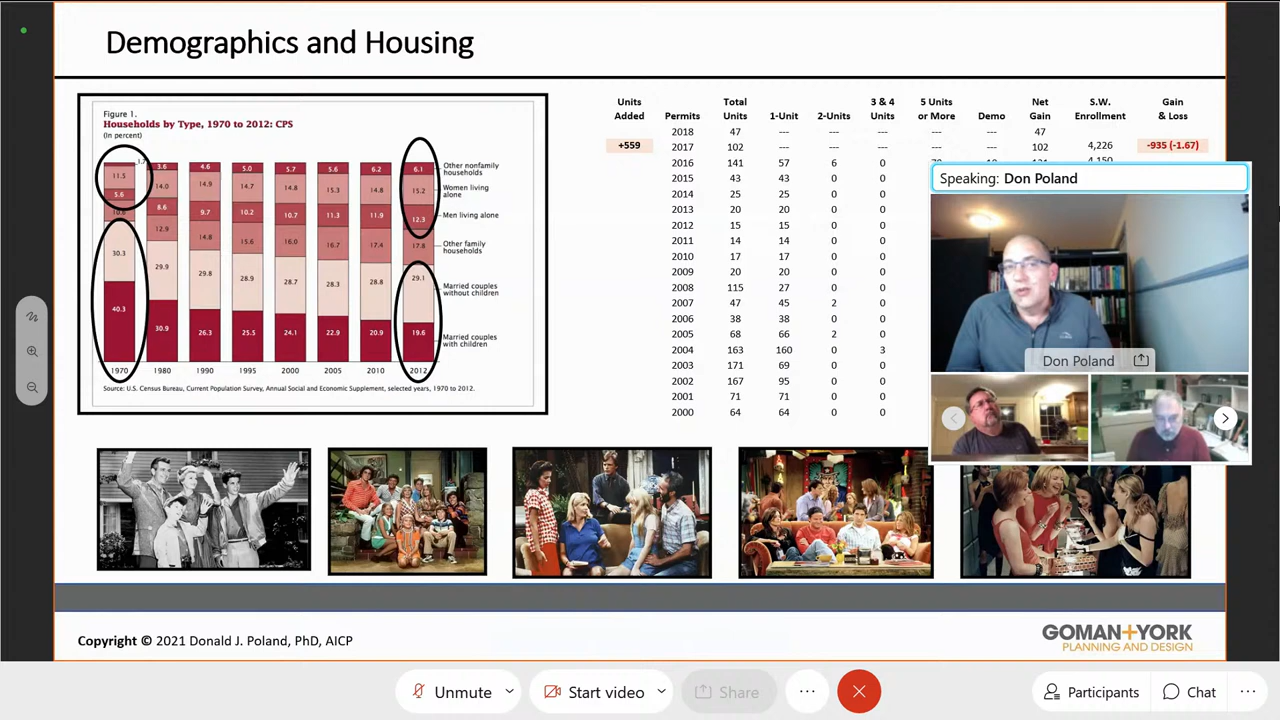 Demographics and Housing
Figure 1.
Households by Type, 1970 to 2012: CPS
(In percent)
1.7 3.6 4.6 5.0 5.7 5.6 6.2 6.1 Other nonfamily households
11.5 14.0 14.9 14.7 14.8 15.3 14.8 15.2 Women living alone
5.6 8.6 9.7 10.2 10.7 11.3 11.9 12.3 Men living alone
10.6 12.9 14.8 15.6 16.0 16.7 17.4 17.8 Other family households
30.3 29.9 29.8 28.9 28.7 28.3 28.8 29.1 Married couples without children
40.3 30.9 26.3 25.5 24.1 22.9 20.9 19.6 Married couples with children
1970 1980 1990 1995 2000 2005 2010 2012
Source: U.S. Census Bureau, Current Population Survey, Annual Social and Economic Supplement, selected years, 1970 to 2012.
Units Added Permits Total Units 1-Unit 2-Units 3 & 4 Units 5 Units or More Demo Net Gain S.W. Enrollment Gain & Loss
2018 47 --- --- --- --- --- 47
+559 2017 102 --- --- --- --- --- 102 4,226 -935 (-1.67)
2016 141 57 6 0
2015 43 43 0 0
2014 25 25 0 0
2013 20 20 0 0
2012 15 15 0 0
2011 14 14 0 0
2010 17 17 0 0
2009 20 20 0 0
2008 115 27 0 0
2007 47 45 2 0
2006 38 38 0 0
2005 68 66 2 0
2004 163 160 0 3
2003 171 69 0 0
2002 167 95 0 0
2001 71 71 0 0
2000 64 64 0 0
Speaking: Don Poland
Don Poland
Copyright © 2021 Donald J. Poland, PhD, AICP
GOMAN+YORK
PLANNING AND DESIGN
Unmute
Start video
Share
Participants
Chat